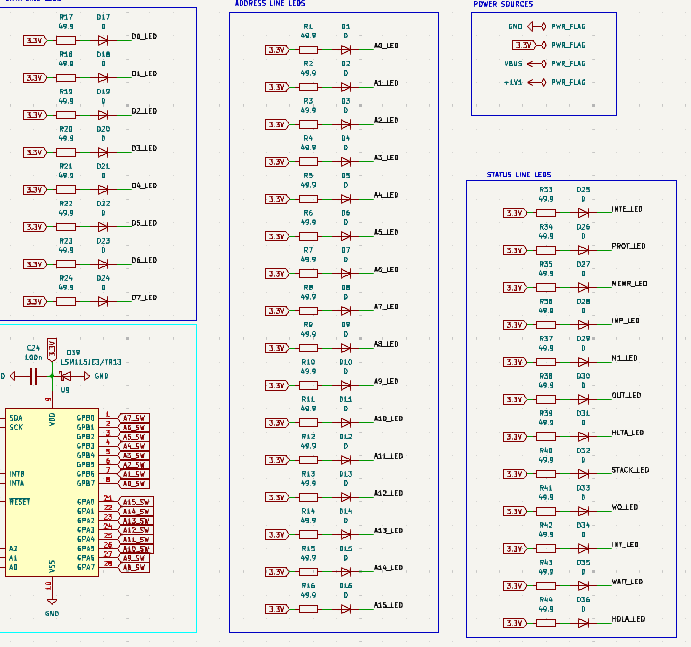 ADDRESS LINE LEDS
POWER SOURCES
R17 D17
49.9 D
3.3V D0_LED
R18 D18
49.9 D
3.3V D1_LED
R19 D19
49.9 D
3.3V D2_LED
R20 D20
49.9 D
3.3V D3_LED
R21 D21
49.9 D
3.3V D4_LED
R22 D22
49.9 D
3.3V D5_LED
R23 D23
49.9 D
3.3V D6_LED
R24 D24
49.9 D
3.3V D7_LED
R1 D1
49.9 D
3.3V A0_LED
R2 D2
49.9 D
3.3V A1_LED
R3 D3
49.9 D
3.3V A2_LED
R4 D4
49.9 D
3.3V A3_LED
R5 D5
49.9 D
3.3V A4_LED
R6 D6
49.9 D
3.3V A5_LED
R7 D7
49.9 D
3.3V A6_LED
R8 D8
49.9 D
3.3V A7_LED
R9 D9
49.9 D
3.3V A8_LED
R10 D10
49.9 D
3.3V A9_LED
R11 D11
49.9 D
3.3V A10_LED
R12 D12
49.9 D
3.3V A11_LED
R13 D13
49.9 D
3.3V A12_LED
R14 D14
49.9 D
3.3V A13_LED
R15 D15
49.9 D
3.3V A14_LED
R16 D16
49.9 D
3.3V A15_LED
GND PWR_FLAG
3.3V PWR_FLAG
VBUS PWR_FLAG
+1V1 PWR_FLAG
STATUS LINE LEDS
R33 D25
49.9 D
3.3V INTE_LED
R34 D26
49.9 D
3.3V PROT_LED
R35 D27
49.9 D
3.3V MEMR_LED
R36 D28
49.9 D
3.3V INP_LED
R37 D29
49.9 D
3.3V M1_LED
R38 D30
49.9 D
3.3V OUT_LED
R39 D31
49.9 D
3.3V HLTA_LED
R40 D32
49.9 D
3.3V STACK_LED
R41 D33
49.9 D
3.3V WO_LED
R42 D34
49.9 D
3.3V INT_LED
R43 D35
49.9 D
3.3V WAIT_LED
R44 D36
49.9 D
3.3V HDLA_LED
3.3V
C24
100n
D39
LSM115JE3/TR13
GND
U9
9
VDD
SDA GPB0 1 A7_SW
SCK GPB1 2 A6_SW
GPB2 3 A5_SW
GPB3 4 A4_SW
GPB4 5 A3_SW
GPB5 6 A2_SW
INTB GPB6 7 A1_SW
INTA GPB7 8 A0_SW
RESET GPA0 21 A15_SW
GPA1 22 A14_SW
GPA2 23 A13_SW
GPA3 24 A12_SW
GPA4 25 A11_SW
A2 GPA5 26 A10_SW
A1 GPA6 27 A9_SW
A0 GPA7 28 A8_SW
VSS
10
GND